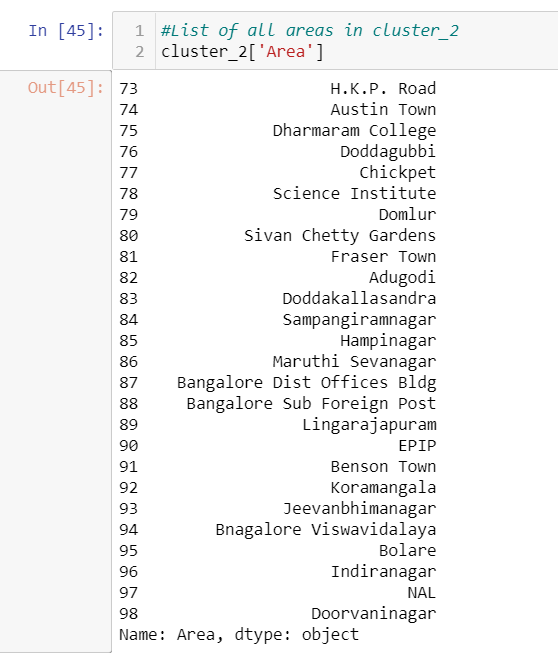 In [45]:
1 #List of all areas in cluster_2
2 cluster_2['Area']
Out[45]:
73 H.K.P. Road
74 Austin Town
75 Dharmaram College
76 Doddagubbi
77 Chickpet
78 Science Institute
79 Domlur
80 Sivan Chetty Gardens
81 Fraser Town
82 Adugodi
83 Doddakallasandra
84 Sampangiramnagar
85 Hampinagar
86 Maruthi Sevanagar
87 Bangalore Dist Offices Bldg
88 Bangalore Sub Foreign Post
89 Lingarajapuram
90 EPIP
91 Benson Town
92 Koramangala
93 Jeevanbhimanagar
94 Bnagalore Viswavidalaya
95 Bolare
96 Indiranagar
97 NAL
98 Doorvaninagar
Name: Area, dtype: object